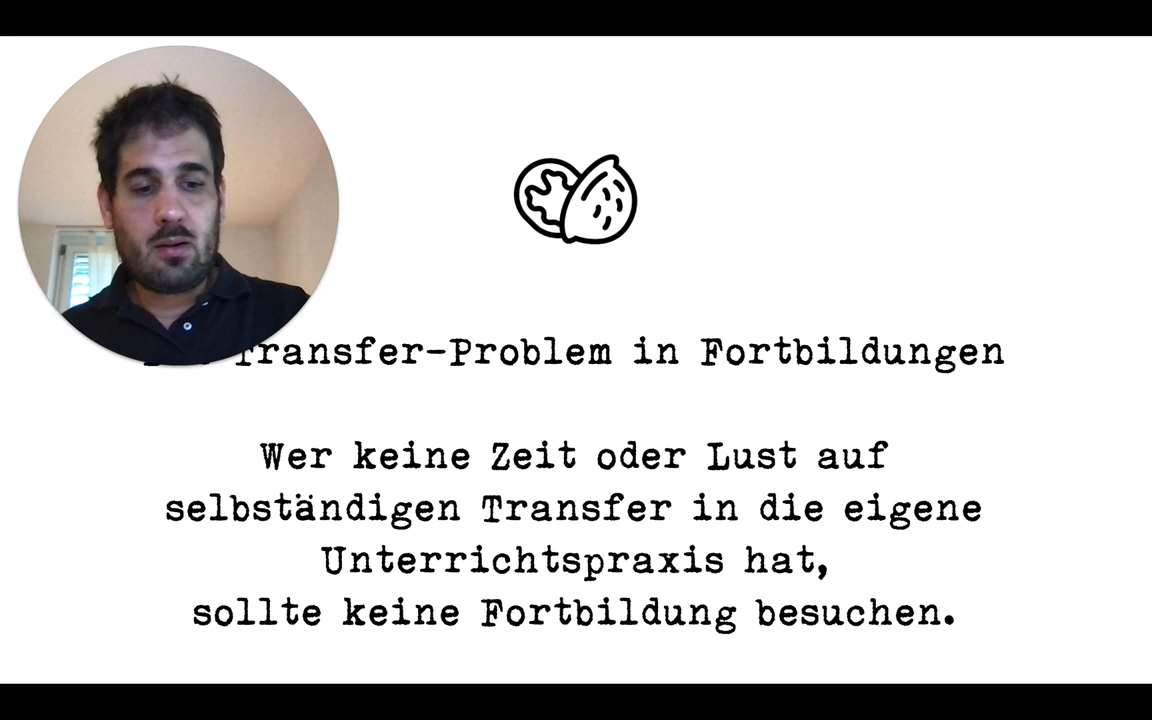 Transfer-Problem in Fortbildungen
Wer keine Zeit oder Lust auf
selbständigen Transfer in die eigene
Unterrichtspraxis hat,
sollte keine Fortbildung besuchen.